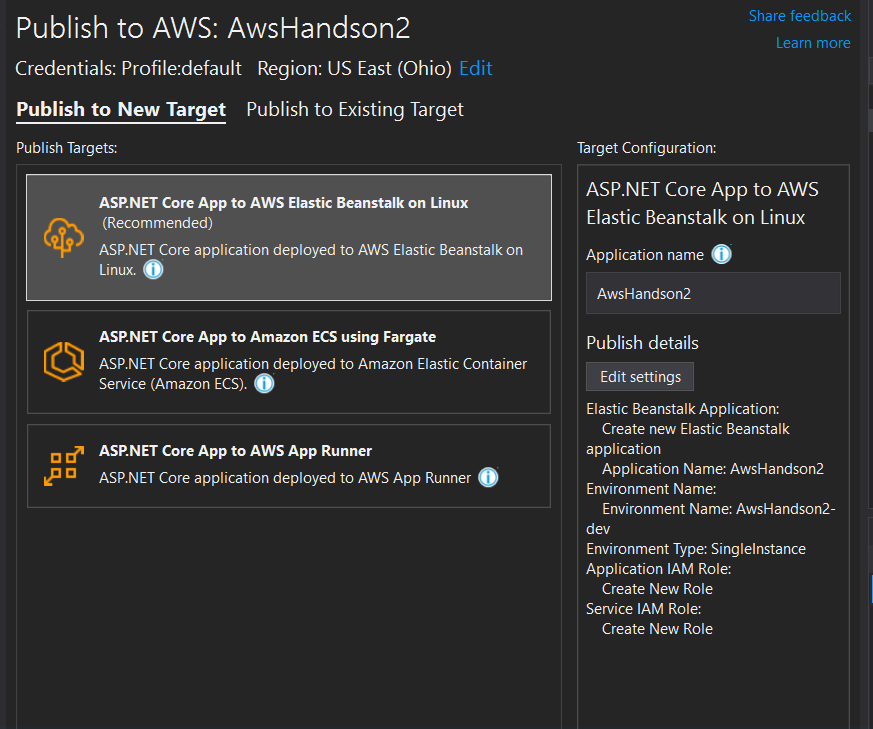 Publish to AWS: AwsHandson2
Share feedback
Learn more
Credentials: Profile:default Region: US East (Ohio) Edit
Publish to New Target Publish to Existing Target
Publish Targets:
ASP.NET Core App to AWS Elastic Beanstalk on Linux
(Recommended)
ASP.NET Core application deployed to AWS Elastic Beanstalk on
Linux.
ASP.NET Core App to Amazon ECS using Fargate
ASP.NET Core application deployed to Amazon Elastic Container
Service (Amazon ECS).
ASP.NET Core App to AWS App Runner
ASP.NET Core application deployed to AWS App Runner
Target Configuration:
ASP.NET Core App to AWS
Elastic Beanstalk on Linux
Application name
AwsHandson2
Publish details
Edit settings
Elastic Beanstalk Application:
Create new Elastic Beanstalk
application
Application Name: AwsHandson2
Environment Name:
Environment Name: AwsHandson2-
dev
Environment Type: SingleInstance
Application IAM Role:
Create New Role
Service IAM Role:
Create New Role